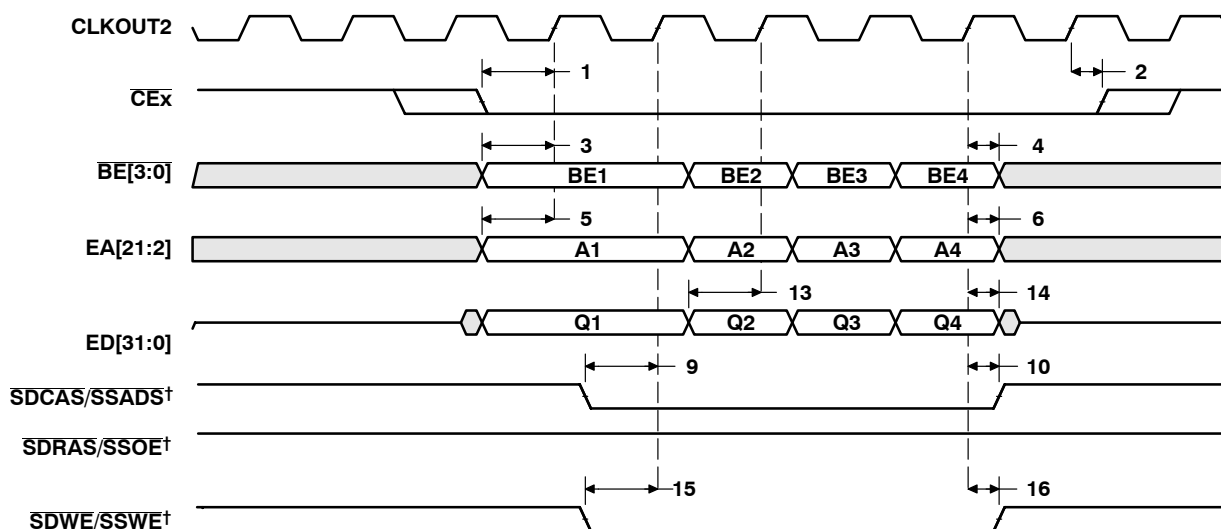 CLKOUT2
1
2
CEx
3
4
BE[3:0]
BE1 BE2 BE3 BE4
5
6
EA[21:2]
A1 A2 A3 A4
13
14
ED[31:0]
Q1 Q2 Q3 Q4
9
10
SDCAS/SSADS†
SDRAS/SSOE†
15
16
SDWE/SSWE†